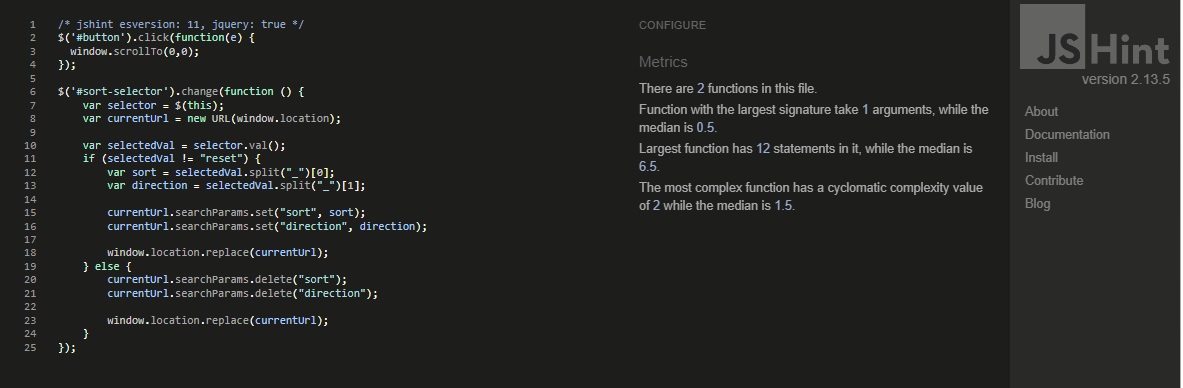 1 /* jshint esversion: 11, jquery: true */
2 $('#button').click(function(e) {
3   window.scrollTo(0,0);
4 });
5
6 $('#sort-selector').change(function () {
7     var selector = $(this);
8     var currentUrl = new URL(window.location);
9
10     var selectedVal = selector.val();
11     if (selectedVal != "reset") {
12         var sort = selectedVal.split("_")[0];
13         var direction = selectedVal.split("_")[1];
14
15         currentUrl.searchParams.set("sort", sort);
16         currentUrl.searchParams.set("direction", direction);
17
18         window.location.replace(currentUrl);
19     } else {
20         currentUrl.searchParams.delete("sort");
21         currentUrl.searchParams.delete("direction");
22
23         window.location.replace(currentUrl);
24     }
25 });
CONFIGURE
Metrics
There are 2 functions in this file.
Function with the largest signature take 1 arguments, while the
median is 0.5.
Largest function has 12 statements in it, while the median is
6.5.
The most complex function has a cyclomatic complexity value
of 2 while the median is 1.5.
JSHint
version 2.13.5
About
Documentation
Install
Contribute
Blog